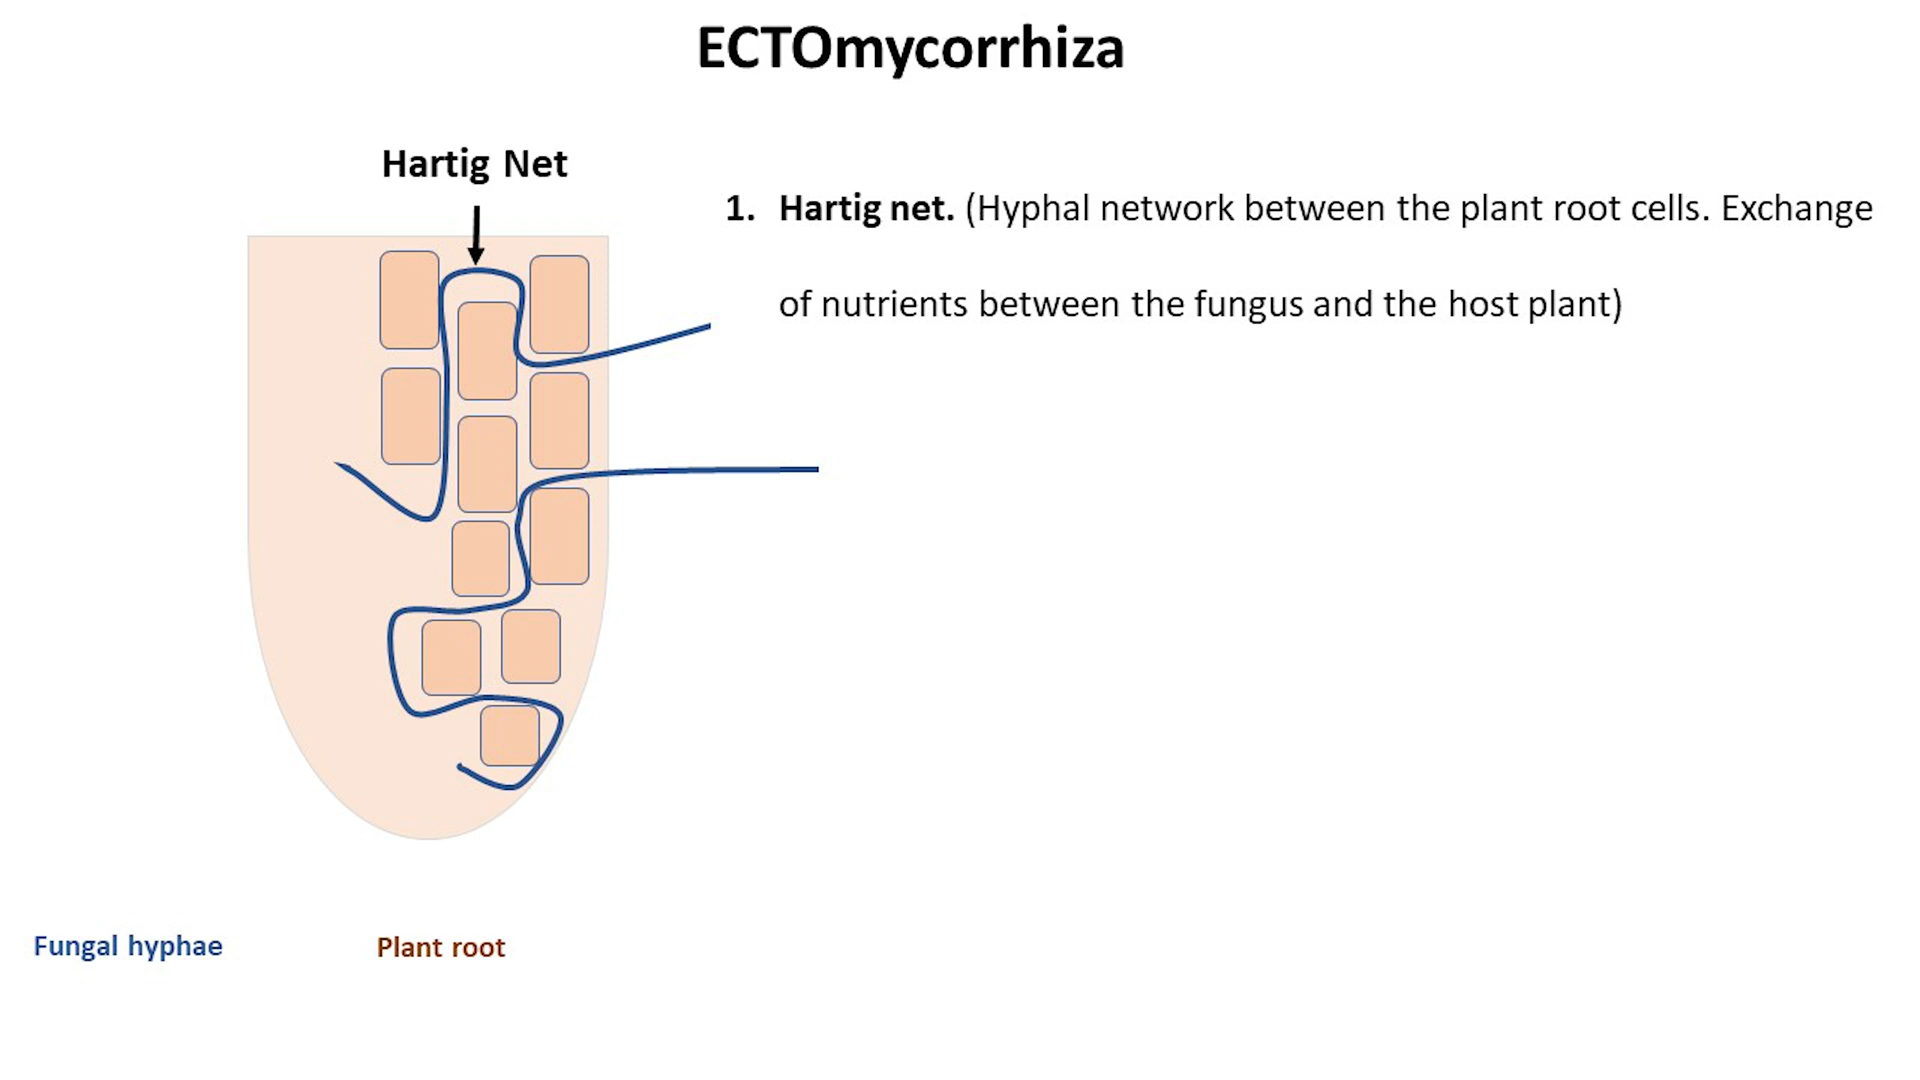 ECTOmycorrhiza
Hartig Net
1. Hartig net. (Hyphal network between the plant root cells. Exchange
of nutrients between the fungus and the host plant)
Fungal hyphae
Plant root